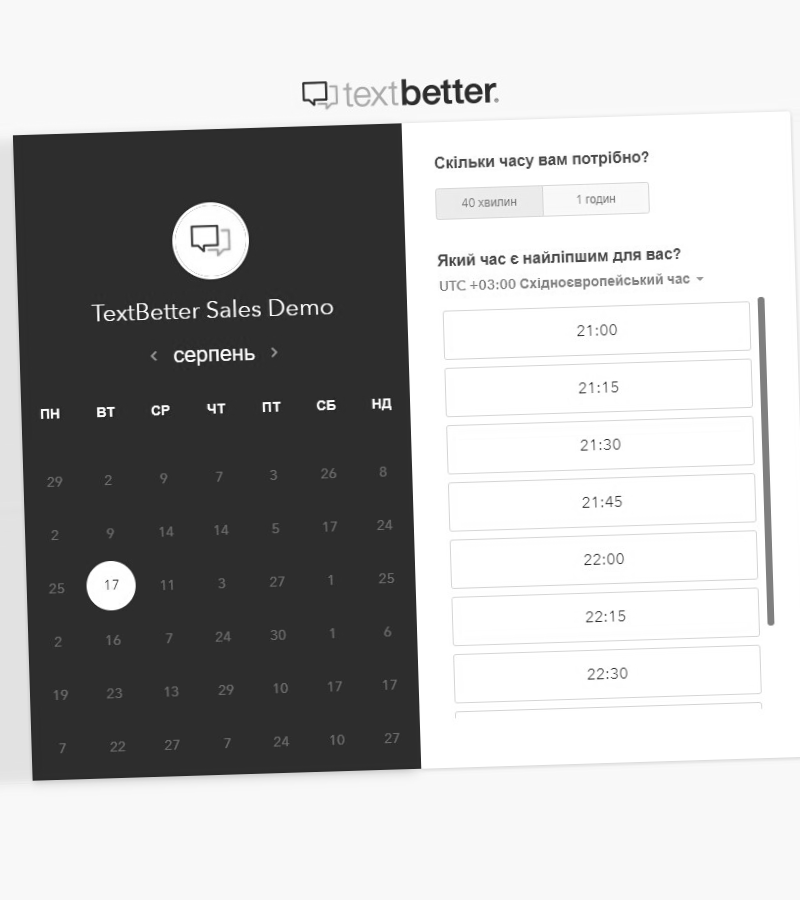 textbetter.
TextBetter Sales Demo
серпень
ПН ВТ СР ЧТ ПТ СБ НД
29 2 9 7 3 26 8
2 9 14 14 5 17 24
25 17 11 3 27 1 25
2 16 7 24 30 1 6
19 23 13 29 10 17 17
7 22 27 7 24 10 27
Скільки часу вам потрібно?
40 хвилин 1 годин
Який час є найліпшим для вас?
UTC +03:00 Східноєвропейський час
21:00
21:15
21:30
21:45
22:00
22:15
22:30